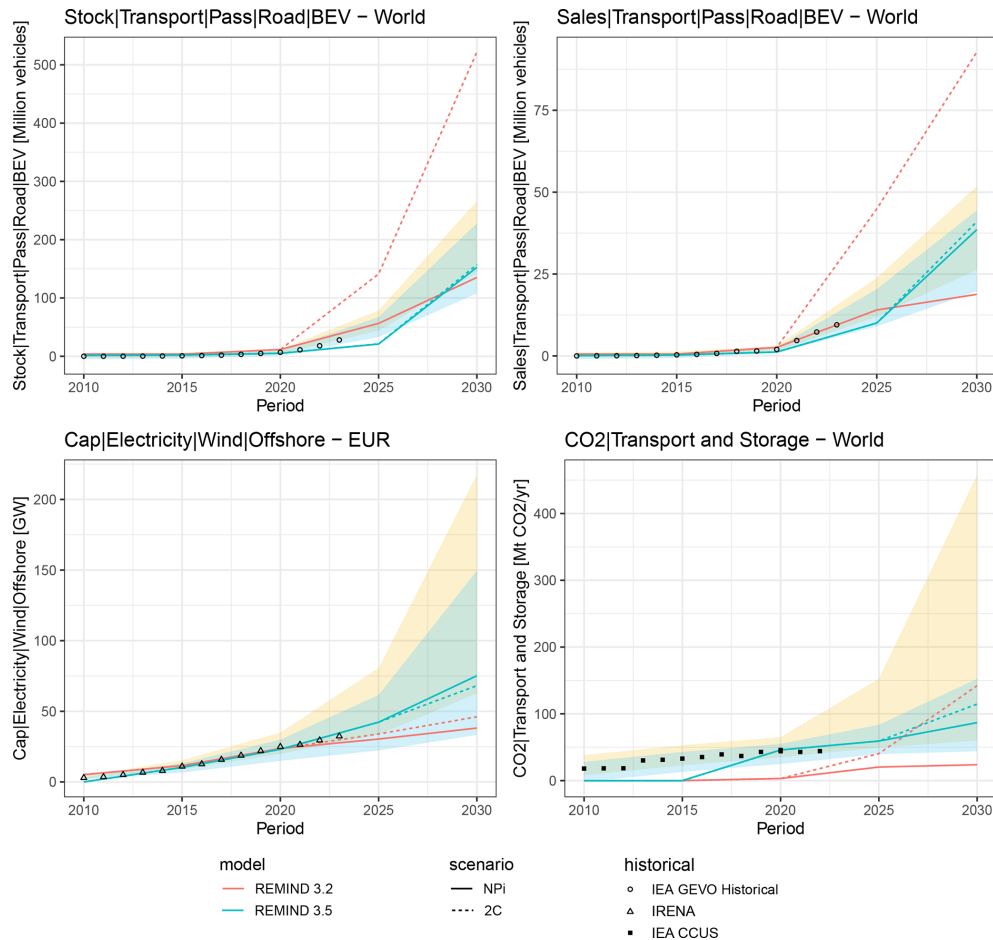 Stock|Transport|Pass|Road|BEV − World
Stock|Transport|Pass|Road|BEV [Million vehicles]
500
400
300
200
100
0
2010 2015 2020 2025 2030
Period
Sales|Transport|Pass|Road|BEV − World
Sales|Transport|Pass|Road|BEV [Million vehicles]
75
50
25
0
2010 2015 2020 2025 2030
Period
Cap|Electricity|Wind|Offshore − EUR
Cap|Electricity|Wind|Offshore [GW]
200
150
100
50
0
2010 2015 2020 2025 2030
Period
CO2|Transport and Storage − World
CO2|Transport and Storage [Mt CO2/yr]
400
300
200
100
0
2010 2015 2020 2025 2030
Period
model
REMIND 3.2
REMIND 3.5
scenario
NPi
2C
historical
IEA GEVO Historical
IRENA
IEA CCUS